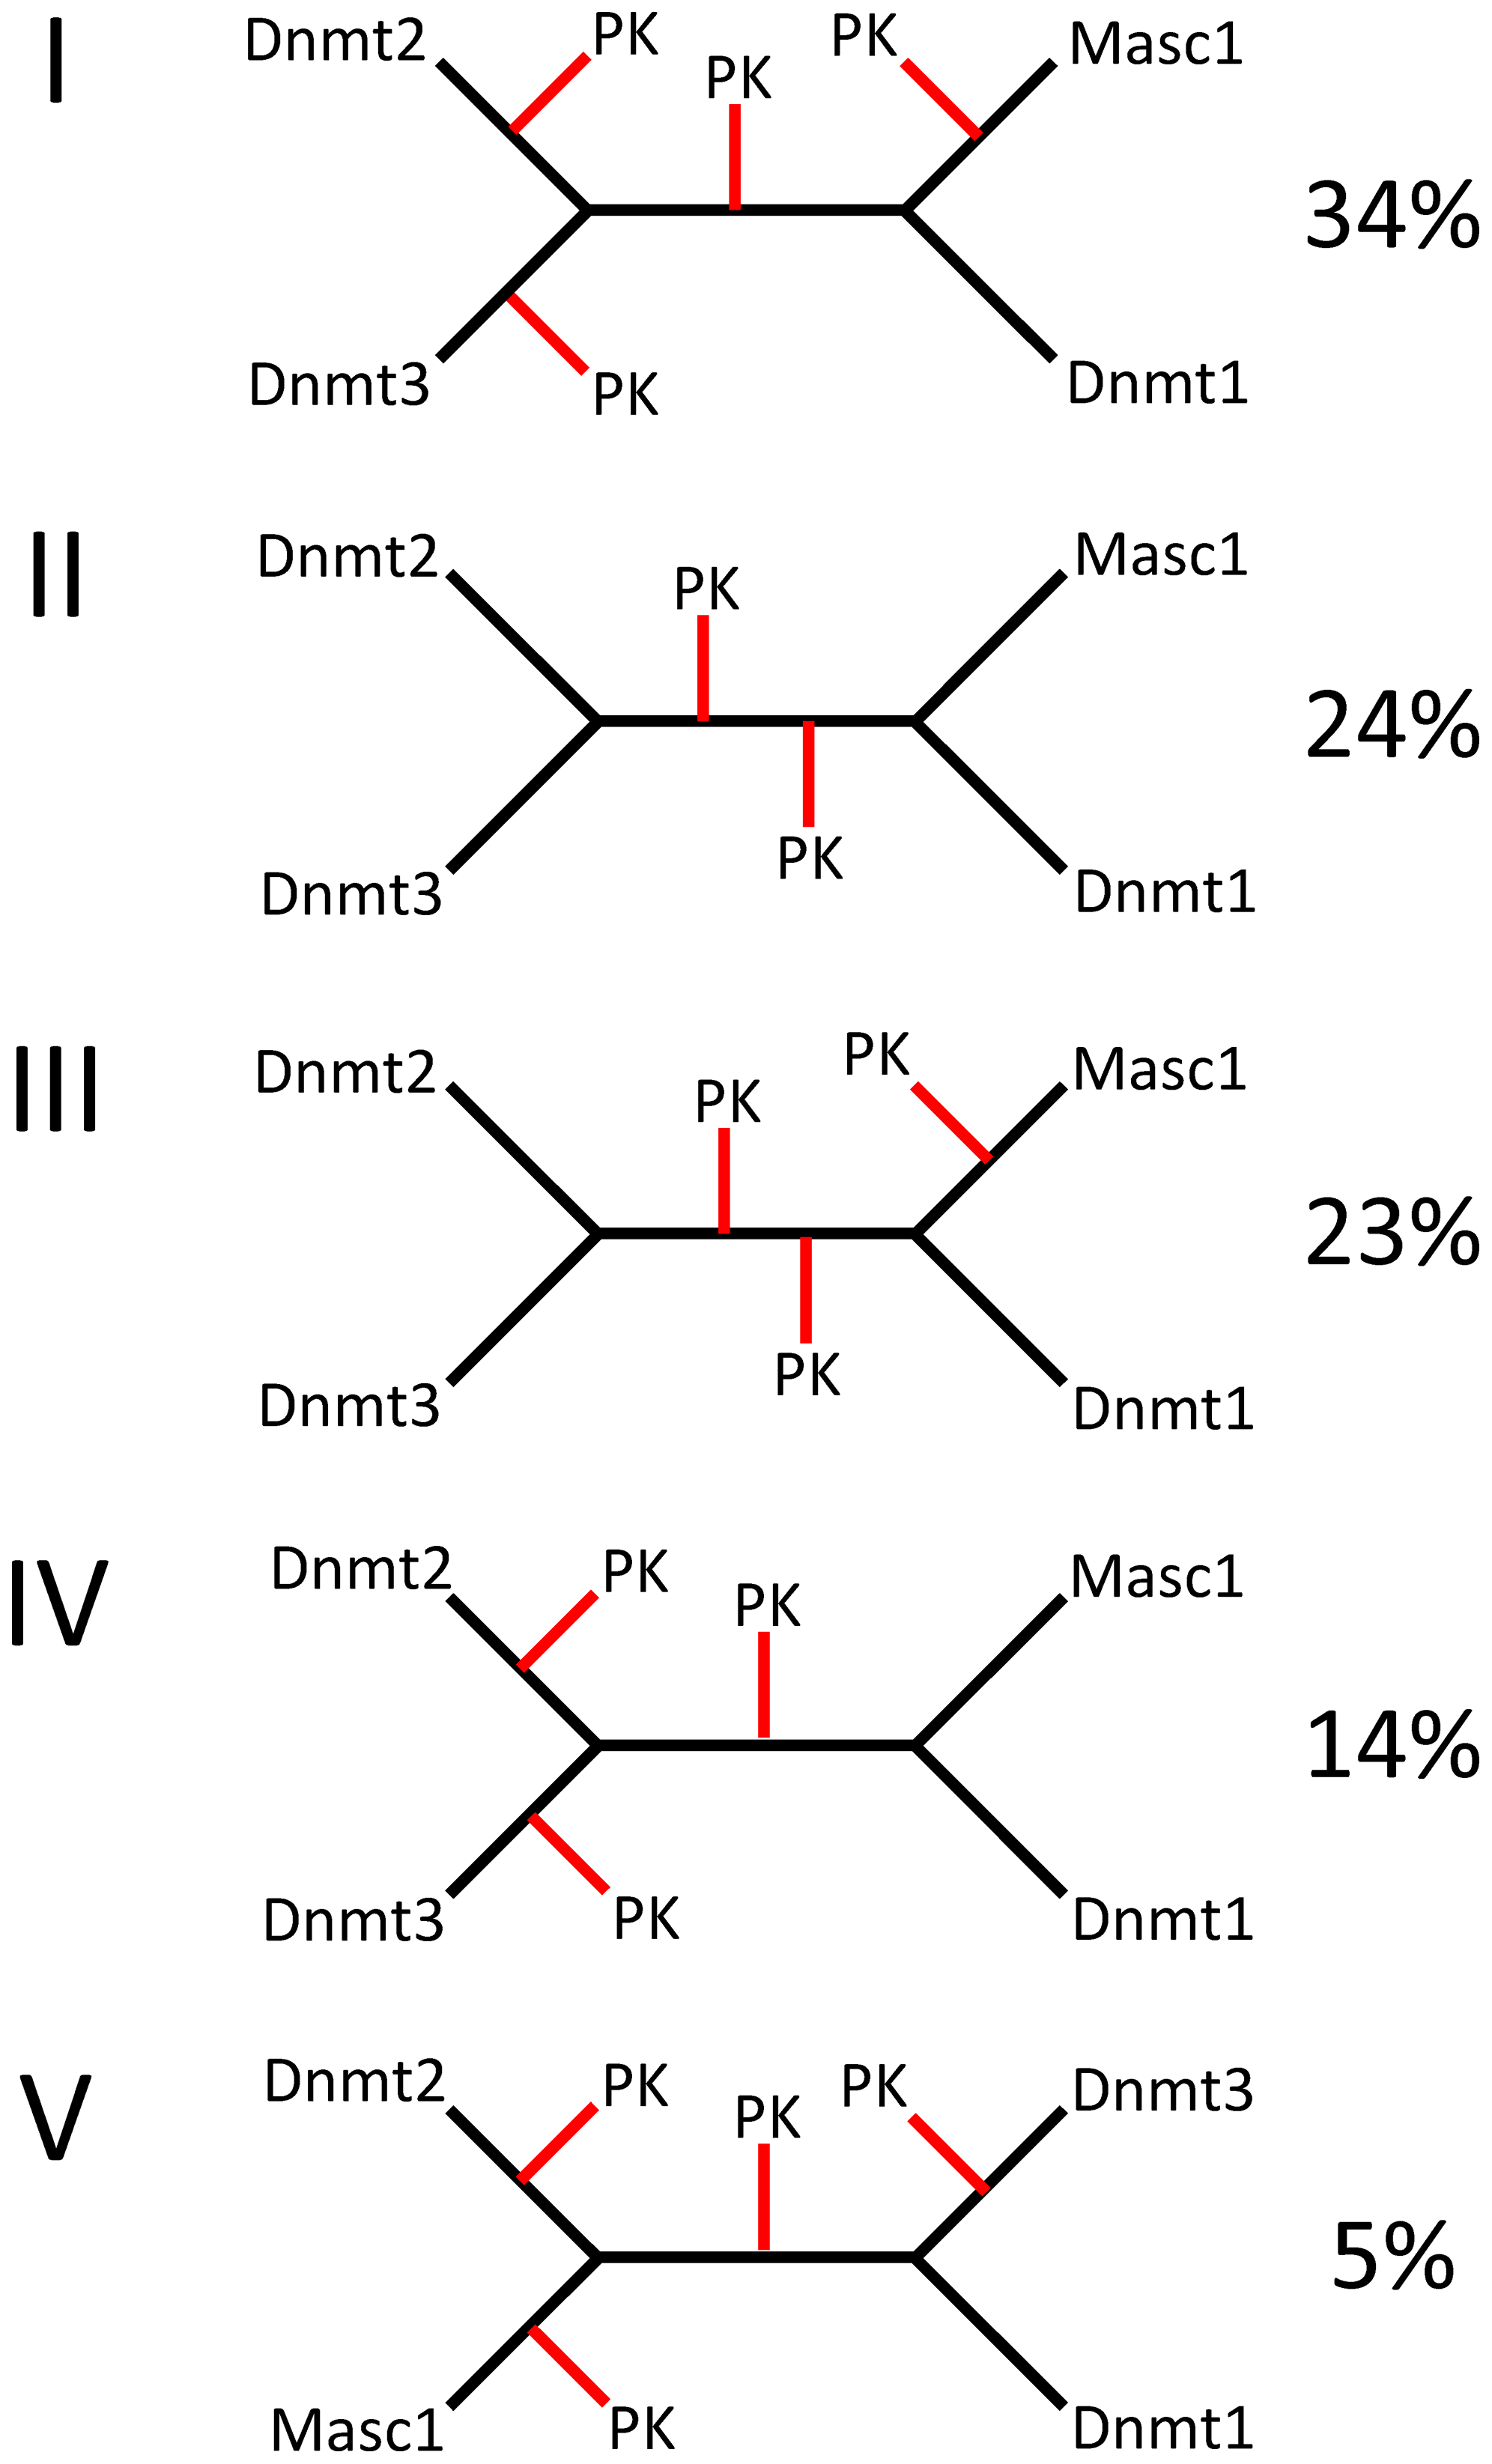 I
Dnmt2
PK
PK
PK
Masc1
34%
Dnmt3
PK
Dnmt1
II
Dnmt2
PK
Masc1
24%
Dnmt3
PK
Dnmt1
III
Dnmt2
PK
PK
Masc1
23%
Dnmt3
PK
Dnmt1
IV
Dnmt2
PK
PK
Masc1
14%
Dnmt3
PK
Dnmt1
V
Dnmt2
PK
PK
PK
Dnmt3
5%
Masc1
PK
Dnmt1